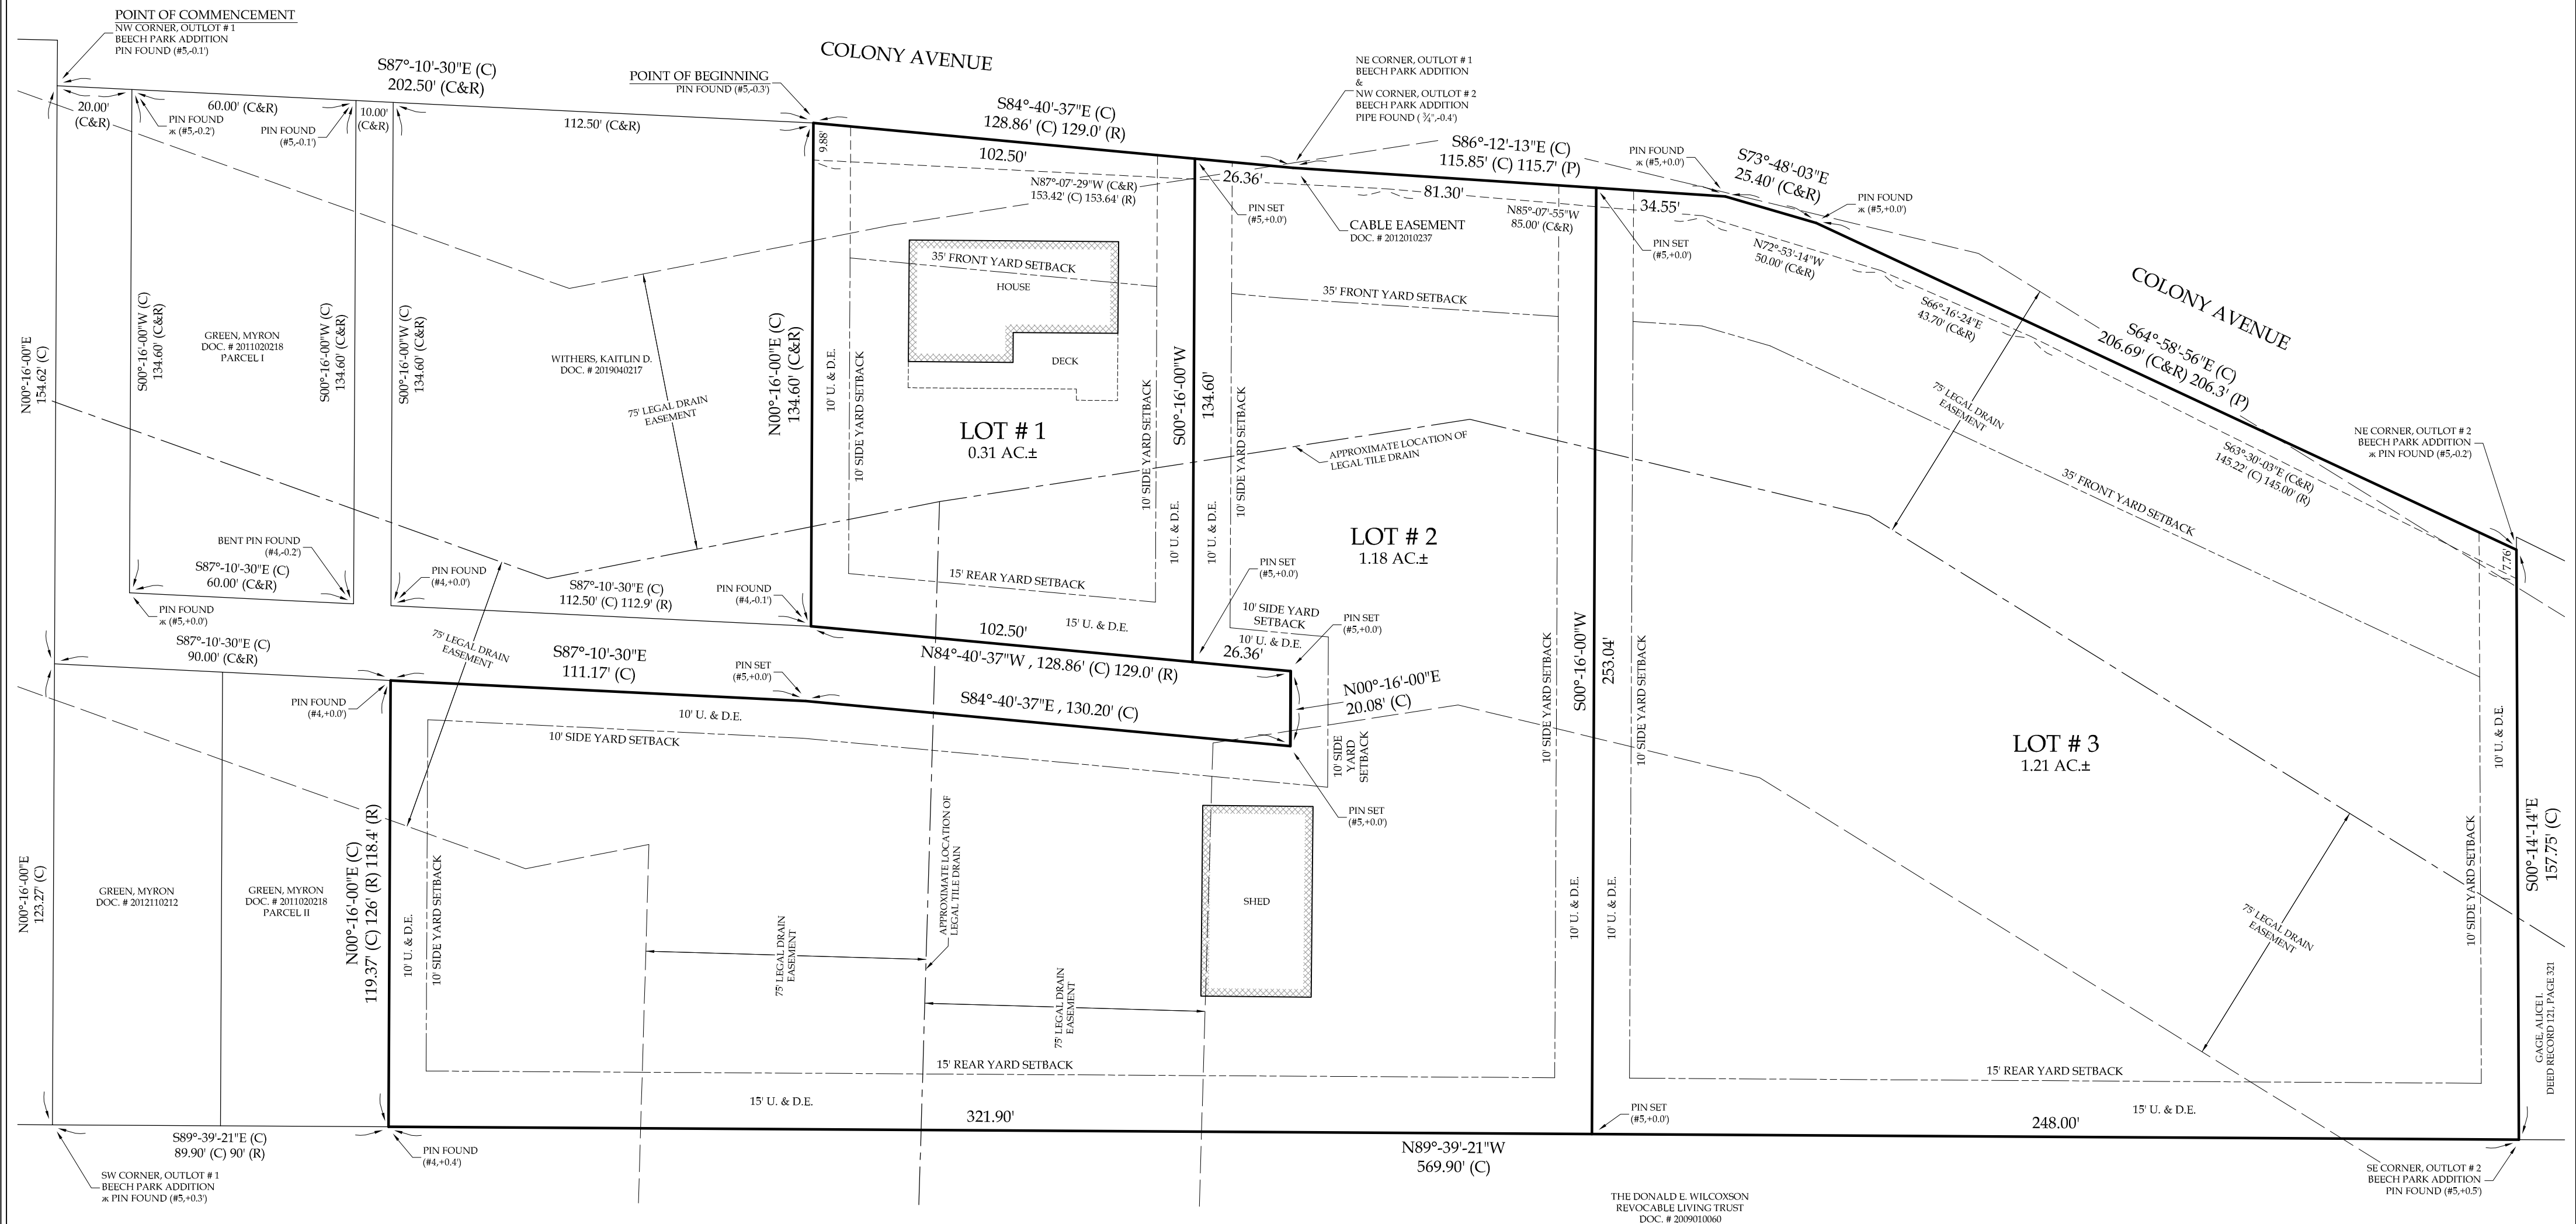 POINT OF COMMENCEMENT
NW CORNER, OUTLOT # 1
BEECH PARK ADDITION
PIN FOUND (#5,-0.1')
S87°-10'-30"E (C)
202.50' (C&R)
COLONY AVENUE
POINT OF BEGINNING
PIN FOUND (#5,-0.3')
NE CORNER, OUTLOT # 1
BEECH PARK ADDITION
&
NW CORNER, OUTLOT # 2
BEECH PARK ADDITION
PIPE FOUND ( ¾",-0.4')
20.00'
(C&R)
60.00' (C&R)
10.00'
(C&R)
112.50' (C&R)
PIN FOUND
ж (#5,-0.2')
PIN FOUND
(#5,-0.1')
S84°-40'-37"E (C)
128.86' (C) 129.0' (R)
9.88'
102.50'
26.36'
S86°-12'-13"E (C)
115.85' (C) 115.7' (P)
81.30'
34.55'
PIN FOUND
ж (#5,+0.0')
S73°-48'-03"E
25.40' (C&R)
PIN FOUND
ж (#5,+0.0')
N87°-07'-29"W (C&R)
153.42' (C) 153.64' (R)
PIN SET
(#5,+0.0')
CABLE EASEMENT
DOC. # 2012010237
N85°-07'-55"W
85.00' (C&R)
PIN SET
(#5,+0.0')
N72°-53'-14"W
50.00' (C&R)
S66°-16'-24"E
43.70' (C&R)
COLONY AVENUE
S64°-58'-56"E (C)
206.69' (C&R) 206.3' (P)
S63°-30'-03"E (C&R)
145.22' (C) 145.00' (R)
NE CORNER, OUTLOT # 2
BEECH PARK ADDITION
ж PIN FOUND (#5,-0.2')
7.76'
N00°-16'-00"E
154.62' (C)
S00°-16'-00"W (C)
134.60' (C&R)
GREEN, MYRON
DOC. # 2011020218
PARCEL I
S00°-16'-00"W (C)
134.60' (C&R)
S00°-16'-00"W (C)
134.60' (C&R)
WITHERS, KAITLIN D.
DOC. # 2019040217
75' LEGAL DRAIN
EASEMENT
N00°-16'-00"E (C)
134.60' (C&R)
10' U. & D.E.
10' SIDE YARD SETBACK
35' FRONT YARD SETBACK
HOUSE
DECK
LOT # 1
0.31 AC.±
10' SIDE YARD SETBACK
10' U. & D.E.
S00°-16'-00"W
134.60'
10' U. & D.E.
10' SIDE YARD SETBACK
35' FRONT YARD SETBACK
APPROXIMATE LOCATION OF
LEGAL TILE DRAIN
LOT # 2
1.18 AC.±
75' LEGAL DRAIN
EASEMENT
35' FRONT YARD SETBACK
BENT PIN FOUND
(#4,-0.2')
S87°-10'-30"E (C)
60.00' (C&R)
PIN FOUND
ж (#5,+0.0')
PIN FOUND
(#4,+0.0')
S87°-10'-30"E (C)
112.50' (C) 112.9' (R)
PIN FOUND
(#4,-0.1')
15' REAR YARD SETBACK
15' U. & D.E.
102.50'
PIN SET
(#5,+0.0')
10' SIDE YARD
SETBACK
10' U. & D.E.
26.36'
PIN SET
(#5,+0.0')
S87°-10'-30"E (C)
90.00' (C&R)
75' LEGAL DRAIN
EASEMENT
S87°-10'-30"E
111.17' (C)
PIN SET
(#5,+0.0')
N84°-40'-37"W , 128.86' (C) 129.0' (R)
S84°-40'-37"E , 130.20' (C)
N00°-16'-00"E
20.08' (C)
PIN FOUND
(#4,+0.0')
10' U. & D.E.
10' SIDE YARD SETBACK
10' SIDE
YARD
SETBACK
PIN SET
(#5,+0.0')
10' SIDE YARD SETBACK
S00°-16'-00"W
253.04'
10' SIDE YARD SETBACK
LOT # 3
1.21 AC.±
10' U. & D.E.
S00°-14'-14"E
157.75' (C)
N00°-16'-00"E
123.27' (C)
GREEN, MYRON
DOC. # 2012110212
GREEN, MYRON
DOC. # 2011020218
PARCEL II
N00°-16'-00"E (C)
119.37' (C) 126' (R) 118.4' (R)
10' U. & D.E.
10' SIDE YARD SETBACK
75' LEGAL DRAIN
EASEMENT
APPROXIMATE LOCATION OF
LEGAL TILE DRAIN
75' LEGAL DRAIN
EASEMENT
SHED
10' U. & D.E.
10' U. & D.E.
75' LEGAL DRAIN
EASEMENT
10' SIDE YARD SETBACK
GAGE, ALICE I.
DEED RECORD 121, PAGE 321
15' REAR YARD SETBACK
15' REAR YARD SETBACK
15' U. & D.E.
15' U. & D.E.
321.90'
PIN SET
(#5,+0.0')
248.00'
S89°-39'-21"E (C)
89.90' (C) 90' (R)
PIN FOUND
(#4,+0.4')
N89°-39'-21"W
569.90' (C)
SW CORNER, OUTLOT # 1
BEECH PARK ADDITION
ж PIN FOUND (#5,+0.3')
SE CORNER, OUTLOT # 2
BEECH PARK ADDITION
PIN FOUND (#5,+0.5')
THE DONALD E. WILCOXSON
REVOCABLE LIVING TRUST
DOC. # 2009010060